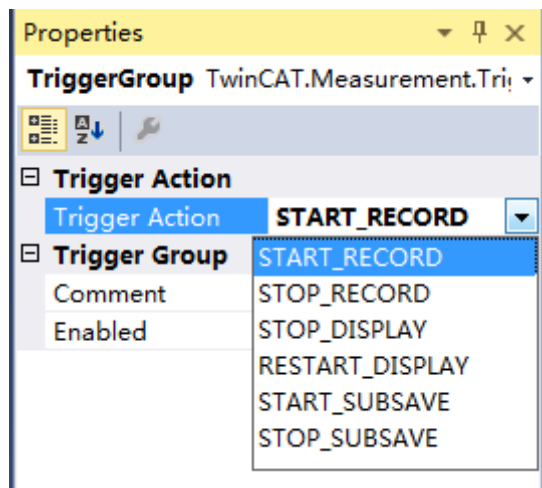 Properties
TriggerGroup TwinCAT.Measurement.Tri
Trigger Action
Trigger Action START_RECORD
Trigger Group START_RECORD
Comment STOP_RECORD
Enabled STOP_DISPLAY
RESTART_DISPLAY
START_SUBSAVE
STOP_SUBSAVE